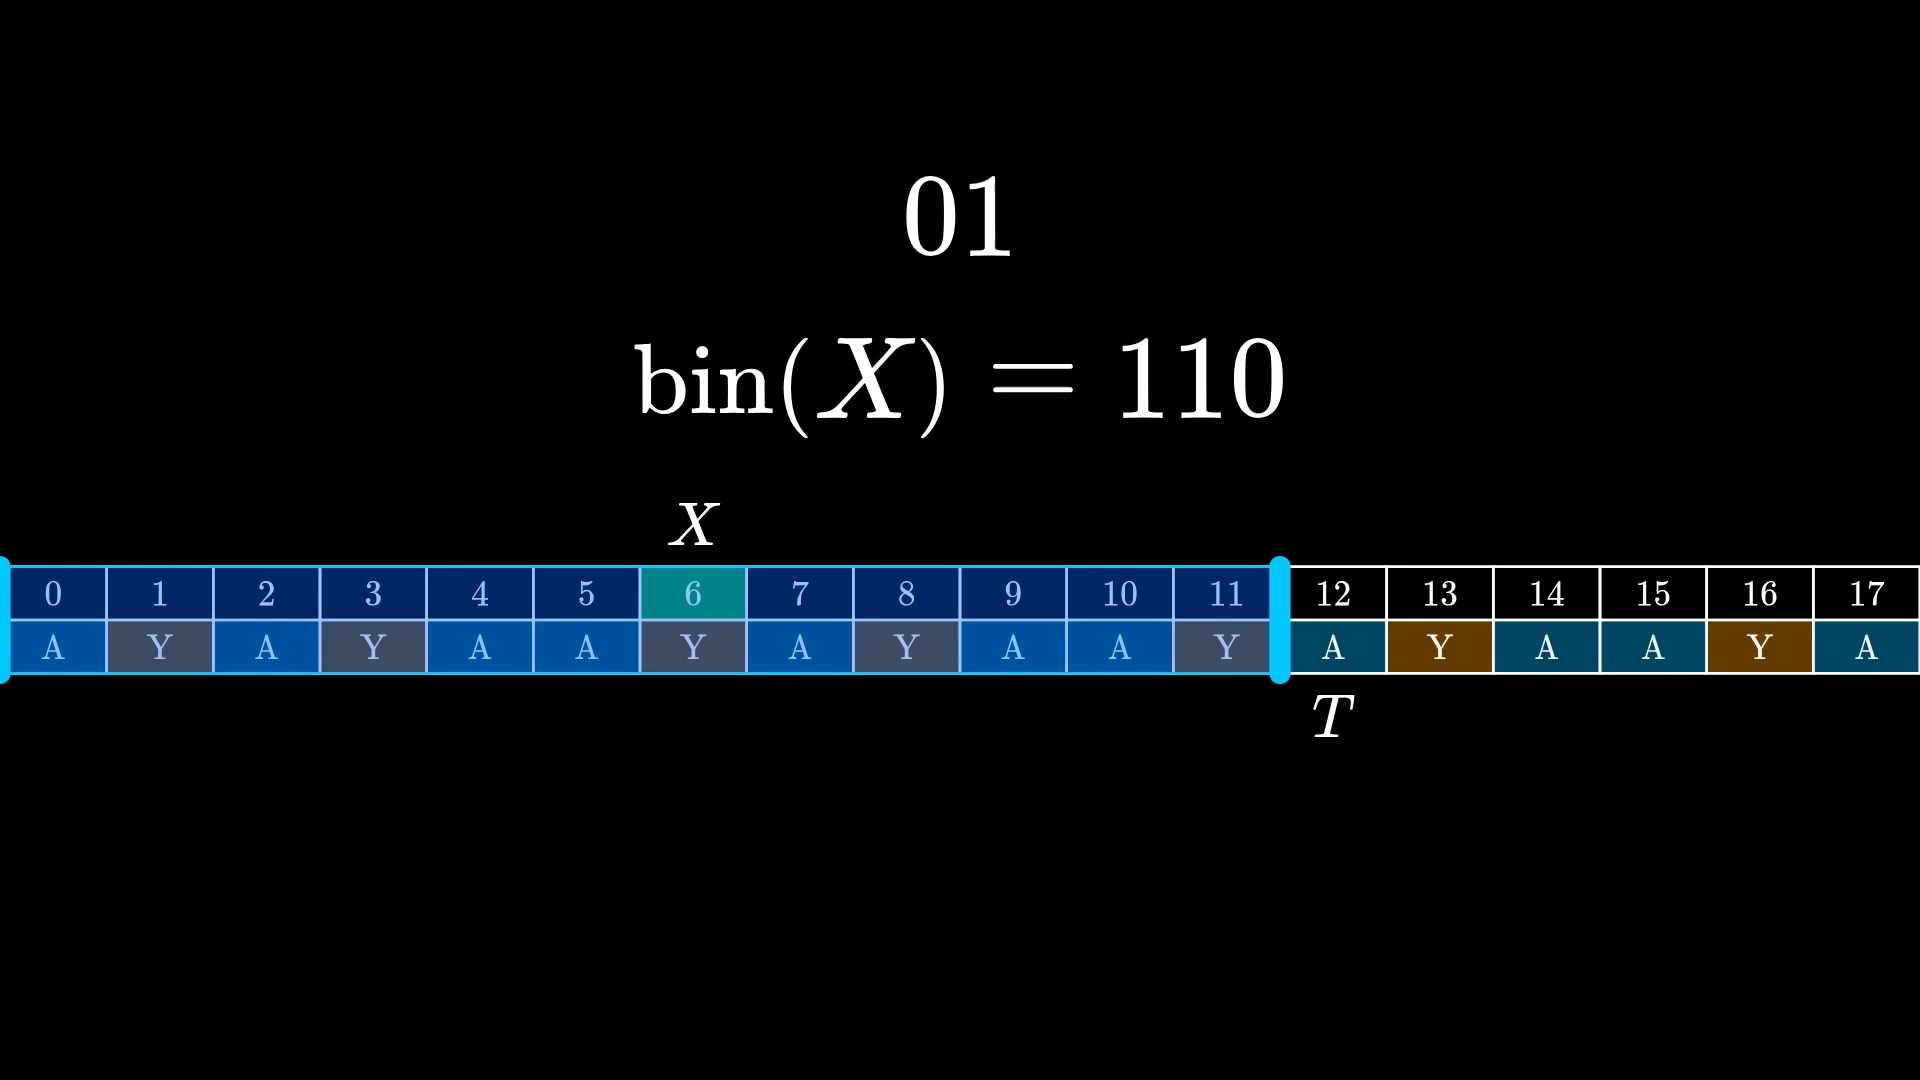 01
bin(X) = 110
X
0 1 2 3 4 5 6 7 8 9 10 11 12 13 14 15 16 17
A Y A Y A A Y A Y A A Y A Y A A Y A
T